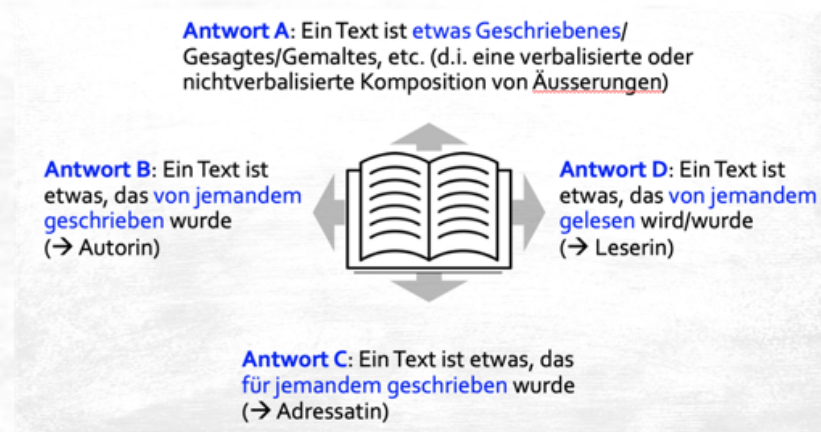 Antwort A: Ein Text ist etwas Geschriebenes/
Gesagtes/Gemaltes, etc. (d.i. eine verbalisierte oder
nichtverbalisierte Komposition von Äusserungen)
Antwort B: Ein Text ist
etwas, das von jemandem
geschrieben wurde
(→ Autorin)
Antwort D: Ein Text ist
etwas, das von jemandem
gelesen wird/wurde
(→ Leserin)
Antwort C: Ein Text ist etwas, das
für jemandem geschrieben wurde
(→ Adressatin)